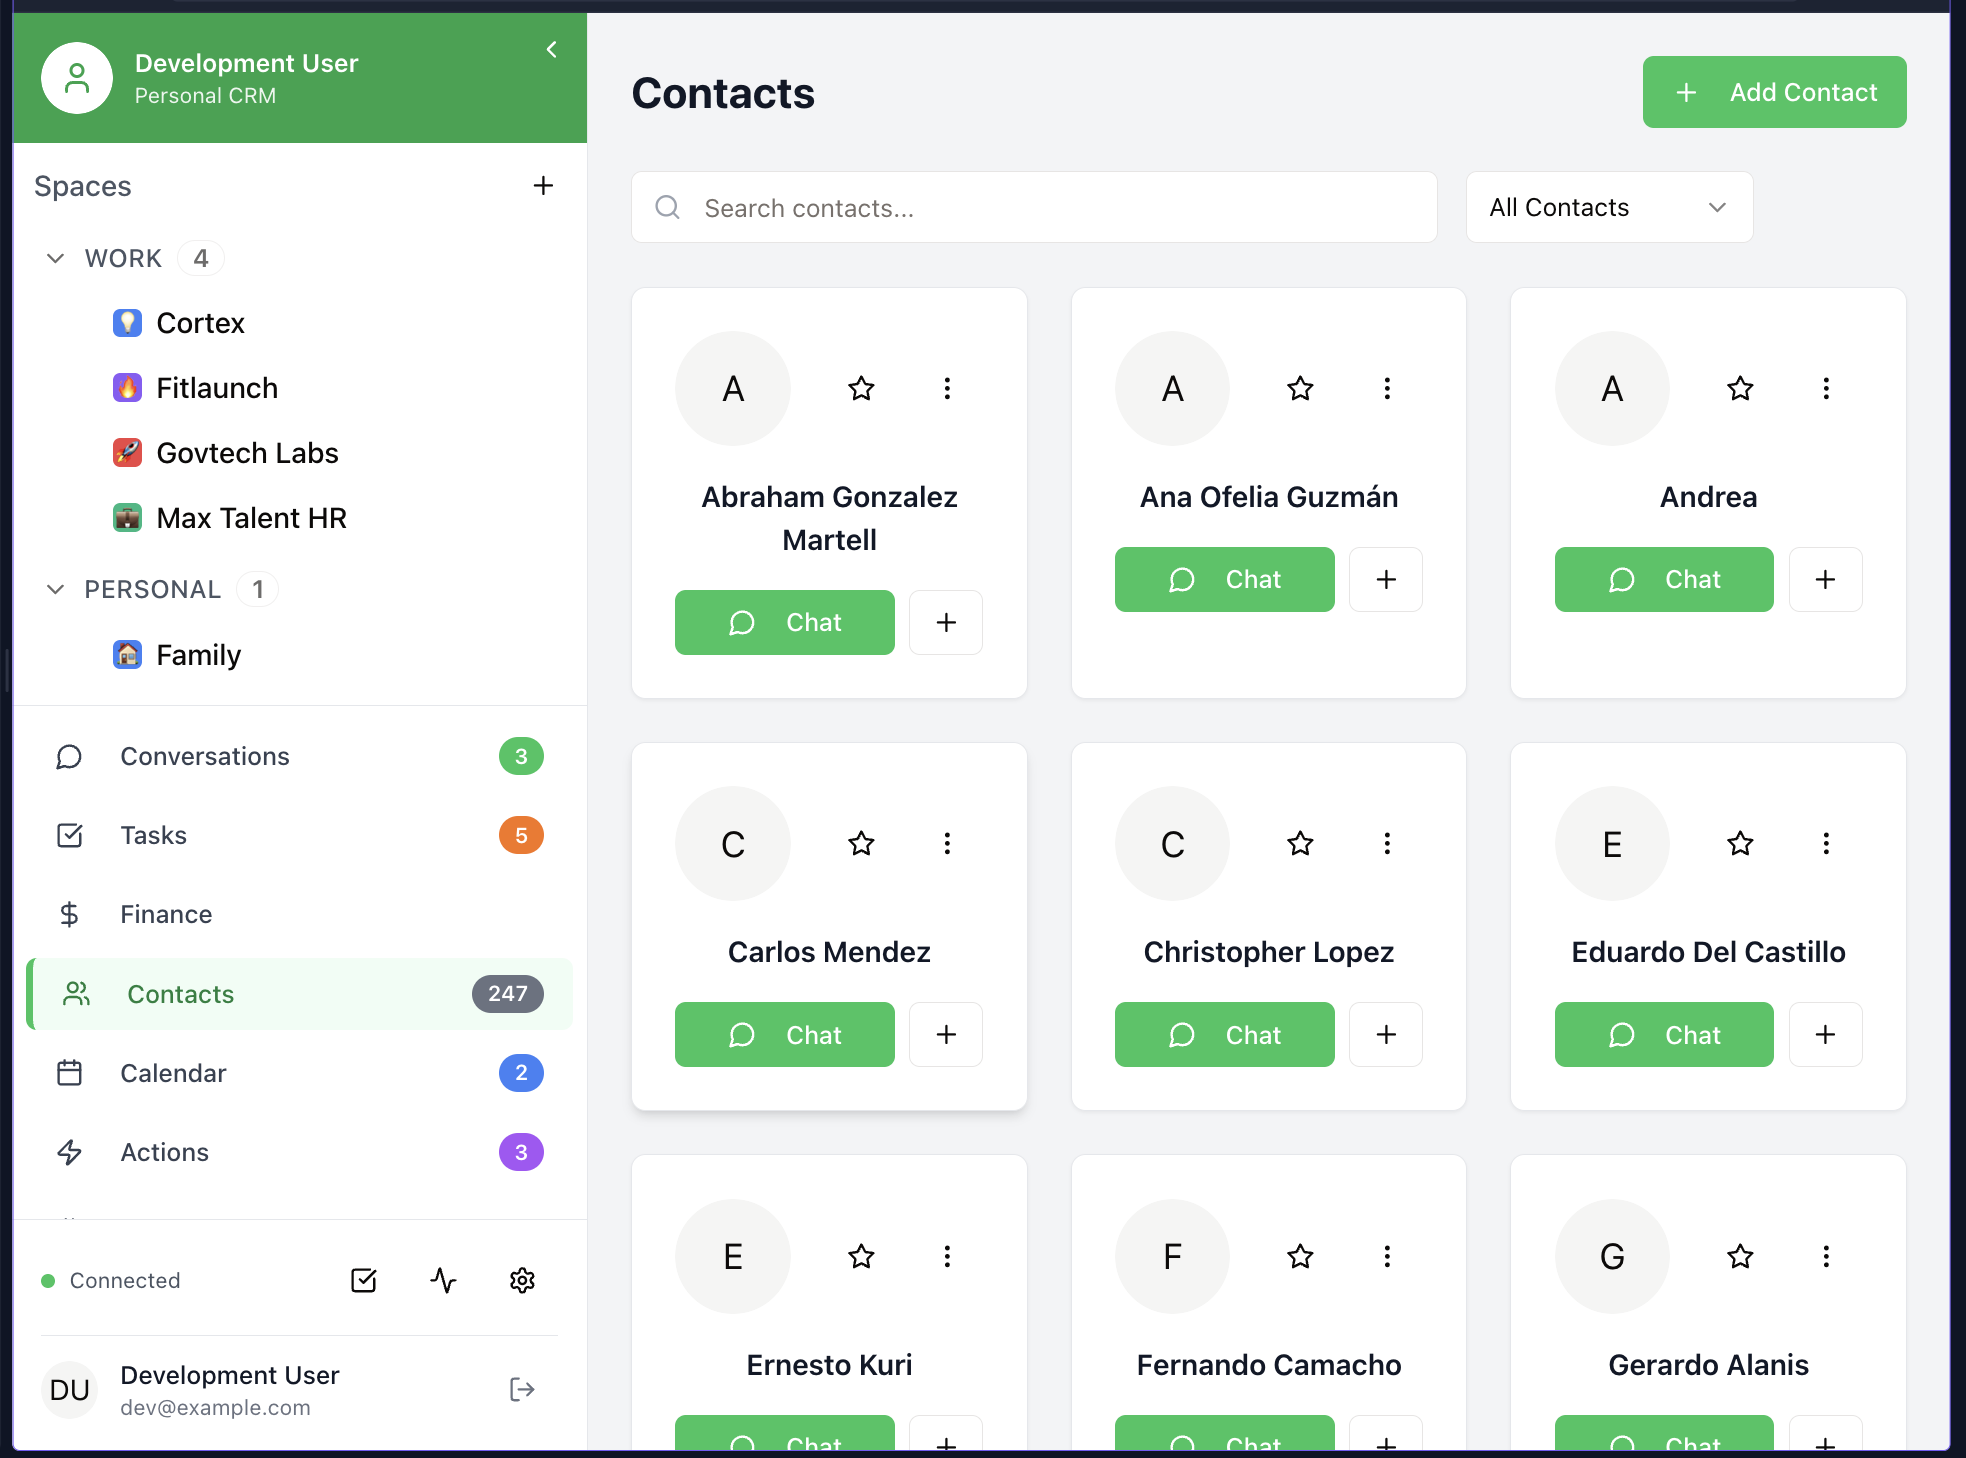 Development User
Personal CRM
Spaces
WORK 4
Cortex
Fitlaunch
Govtech Labs
Max Talent HR
PERSONAL 1
Family
Conversations 3
Tasks 5
Finance
Contacts 247
Calendar 2
Actions 3
Connected
DU
Development User
dev@example.com
Contacts
Add Contact
Search contacts...
All Contacts
A
Abraham Gonzalez
Martell
Chat
A
Ana Ofelia Guzmán
Chat
A
Andrea
Chat
C
Carlos Mendez
Chat
C
Christopher Lopez
Chat
E
Eduardo Del Castillo
Chat
E
Ernesto Kuri
Chat
F
Fernando Camacho
Chat
G
Gerardo Alanis
Chat